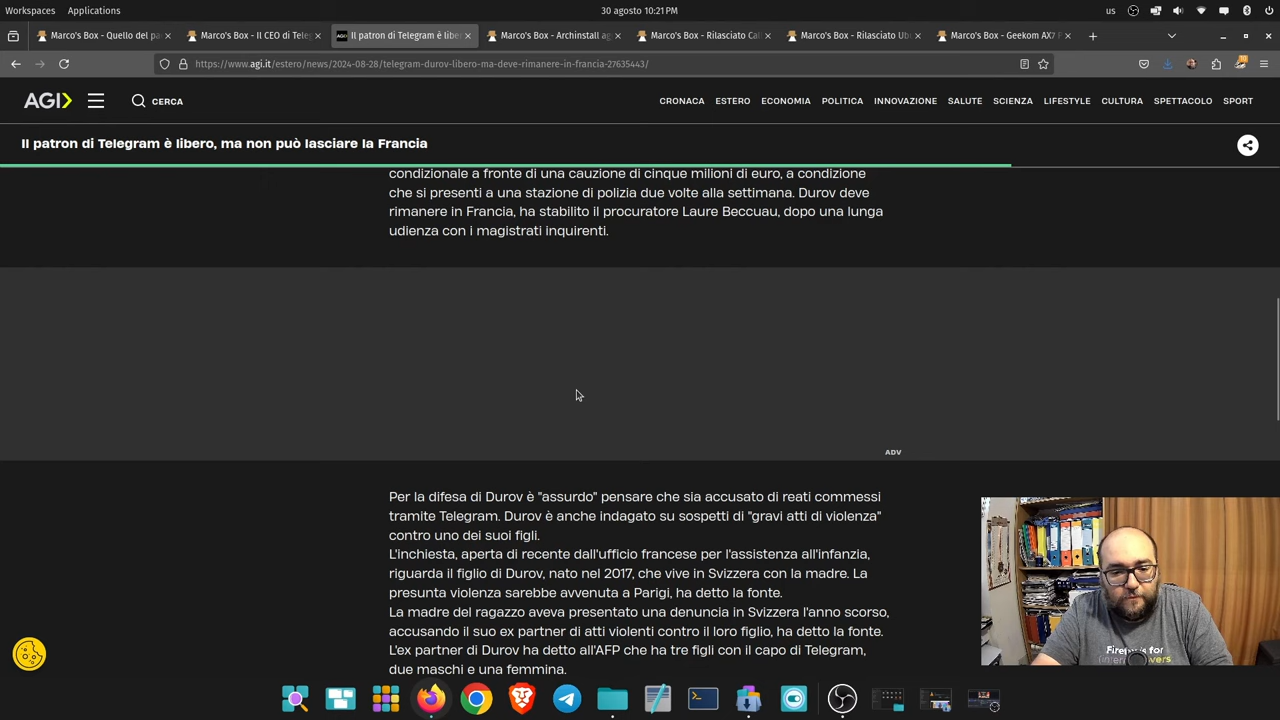 Workspaces
Applications
30 agosto 10:21 PM
us
Marco's Box - Quello del pa
Marco's Box - Il CEO di Tele
Il patron di Telegram è libe
Marco's Box - Archinstall ag
Marco's Box - Rilasciato Cal
Marco's Box - Rilasciato Ub
Marco's Box - Geekom AX7 P
https://www.agi.it/estero/news/2024-08-28/telegram-durov-libero-ma-deve-rimanere-in-francia-27635443/
AGI
CERCA
CRONACA
ESTERO
ECONOMIA
POLITICA
INNOVAZIONE
SALUTE
SCIENZA
LIFESTYLE
CULTURA
SPETTACOLO
SPORT
Il patron di Telegram è libero, ma non può lasciare la Francia
condizionale a fronte di una cauzione di cinque milioni di euro, a condizione
che si presenti a una stazione di polizia due volte alla settimana. Durov deve
rimanere in Francia, ha stabilito il procuratore Laure Beccuau, dopo una lunga
udienza con i magistrati inquirenti.
ADV
Per la difesa di Durov è "assurdo" pensare che sia accusato di reati commessi
tramite Telegram. Durov è anche indagato su sospetti di "gravi atti di violenza"
contro uno dei suoi figli.
L'inchiesta, aperta di recente dall'ufficio francese per l'assistenza all'infanzia,
riguarda il figlio di Durov, nato nel 2017, che vive in Svizzera con la madre. La
presunta violenza sarebbe avvenuta a Parigi, ha detto la fonte.
La madre del ragazzo aveva presentato una denuncia in Svizzera l'anno scorso,
accusando il suo ex partner di atti violenti contro il loro figlio, ha detto la fonte.
L'ex partner di Durov ha detto all'AFP che ha tre figli con il capo di Telegram,
due maschi e una femmina.